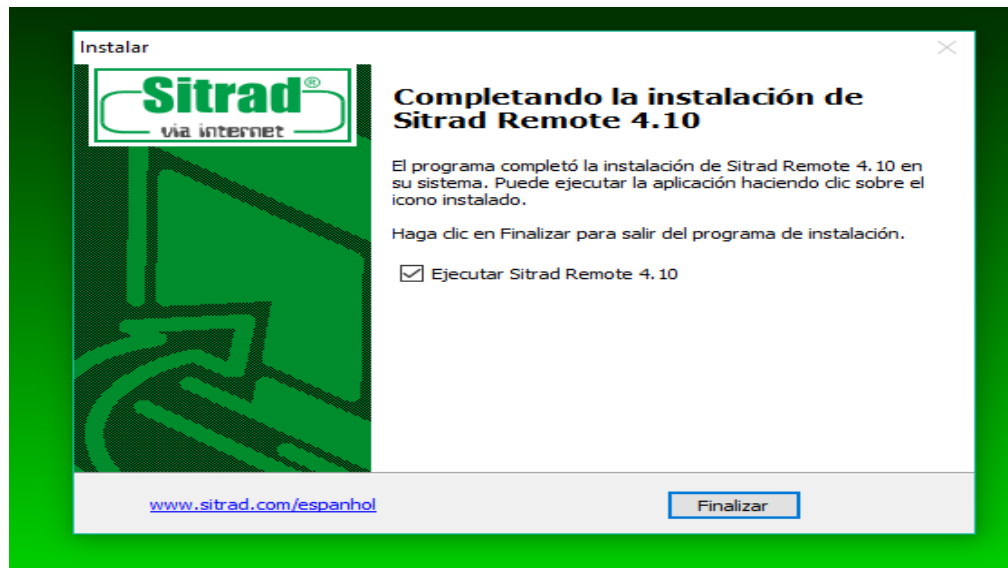 Instalar
Sitrad®
via internet
Completando la instalación de
Sitrad Remote 4.10
El programa completó la instalación de Sitrad Remote 4.10 en
su sistema. Puede ejecutar la aplicación haciendo clic sobre el
icono instalado.
Haga clic en Finalizar para salir del programa de instalación.
Ejecutar Sitrad Remote 4.10
www.sitrad.com/espanhol
Finalizar